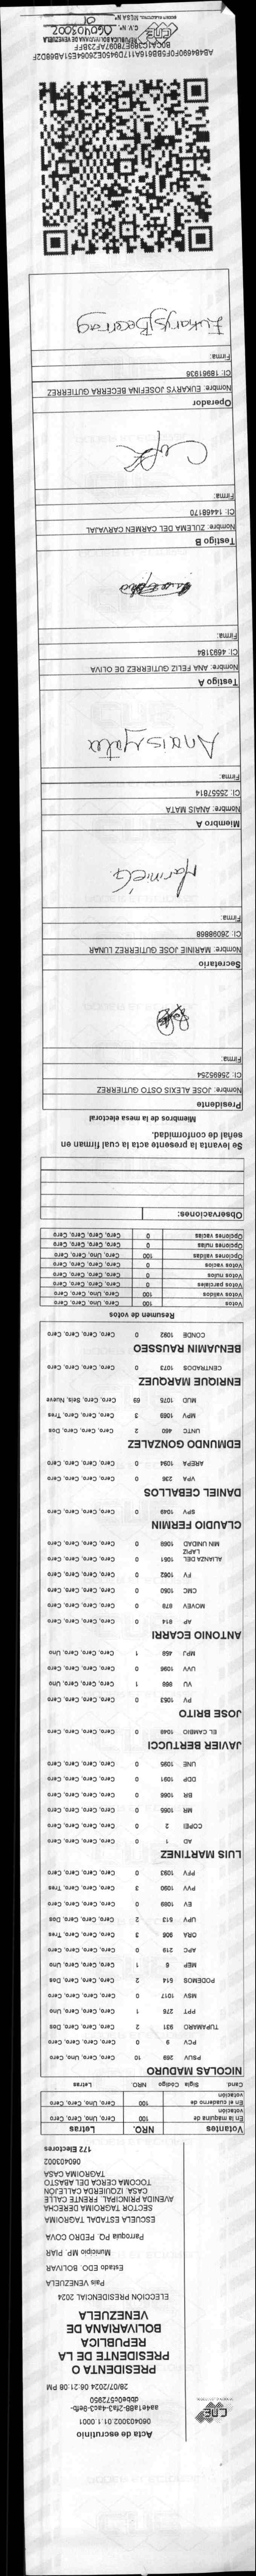 Acta de escrutinio
060403002.01.1.0001
aa4e1a88-2fa3-4ac3-9efb-
dbbe0c572950
28/07/2024 06:21:08 PM
CNE
PRESIDENTA O
PRESIDENTE DE LA
REPUBLICA
BOLIVARIANA DE
VENEZUELA
ELECCIÓN PRESIDENCIAL 2024
Pais VENEZUELA
Estado EDO. BOLIVAR
Municipio MP. PIAR
Parroquia PQ. PEDRO COVA
ESCUELA ESTADAL TAGROIMA
SECTOR TAGROIMA DERECHA
AVENIDA PRINCIPAL. FRENTE CALLE
CASA. IZQUIERDA CALLEJÓN
TOCOMA CERCA DEL ABASTO
TAGROIMA CASA
060403002
172 Electores
Votantes NRO. Letras
En la máquina de votación 100 Cero, Uno, Cero, Cero
En el cuaderno de votación 100 Cero, Uno, Cero, Cero
Cand. Sigla Código NRO. Letras
NICOLAS MADURO
PSUV 269 10 Cero, Cero, Uno, Cero
PCV 9 0 Cero, Cero, Cero, Cero
TUPAMARO 931 2 Cero, Cero, Cero, Dos
PPT 276 1 Cero, Cero, Cero, Uno
MSV 1017 0 Cero, Cero, Cero, Cero
PODEMOS 514 2 Cero, Cero, Cero, Dos
MEP 6 1 Cero, Cero, Cero, Uno
APC 219 0 Cero, Cero, Cero, Cero
ORA 906 3 Cero, Cero, Cero, Tres
UPV 513 2 Cero, Cero, Cero, Dos
EV 1089 0 Cero, Cero, Cero, Cero
PVV 1090 3 Cero, Cero, Cero, Tres
PFV 1093 0 Cero, Cero, Cero, Cero
LUIS MARTINEZ
AD 1 0 Cero, Cero, Cero, Cero
COPEI 2 0 Cero, Cero, Cero, Cero
MR 1065 0 Cero, Cero, Cero, Cero
BR 1066 0 Cero, Cero, Cero, Cero
DDP 1091 0 Cero, Cero, Cero, Cero
UNE 1095 0 Cero, Cero, Cero, Cero
JAVIER BERTUCCI
EL CAMBIO 1048 0 Cero, Cero, Cero, Cero
JOSE BRITO
PV 1053 0 Cero, Cero, Cero, Cero
VU 868 1 Cero, Cero, Cero, Uno
UVV 1096 0 Cero, Cero, Cero, Cero
MPJ 458 1 Cero, Cero, Cero, Uno
ANTONIO ECARRI
AP 814 0 Cero, Cero, Cero, Cero
MOVEV 878 0 Cero, Cero, Cero, Cero
CMC 1050 0 Cero, Cero, Cero, Cero
FV 1062 0 Cero, Cero, Cero, Cero
ALIANZA DEL LAPIZ 1051 0 Cero, Cero, Cero, Cero
MIN UNIDAD 1069 0 Cero, Cero, Cero, Cero
CLAUDIO FERMIN
SPV 1049 0 Cero, Cero, Cero, Cero
DANIEL CEBALLOS
VPA 236 0 Cero, Cero, Cero, Cero
AREPA 1094 0 Cero, Cero, Cero, Cero
EDMUNDO GONZALEZ
UNTC 460 2 Cero, Cero, Cero, Dos
MPV 1068 3 Cero, Cero, Cero, Tres
MUD 1075 69 Cero, Cero, Seis, Nueve
ENRIQUE MARQUEZ
CENTRADOS 1073 0 Cero, Cero, Cero, Cero
BENJAMIN RAUSSEO
CONDE 1092 0 Cero, Cero, Cero, Cero
Resumen de votos
Votos 100 Cero, Uno, Cero, Cero
Votos validos 100 Cero, Uno, Cero, Cero
Votos parciales 0 Cero, Cero, Cero, Cero
Votos nulos 0 Cero, Cero, Cero, Cero
Votos vacios 0 Cero, Cero, Cero, Cero
Opciones validas 100 Cero, Uno, Cero, Cero
Opciones nulas 0 Cero, Cero, Cero, Cero
Opciones vacias 0 Cero, Cero, Cero, Cero
Observaciones:
Se levanta la presente acta la cual firman en
señal de conformidad.
Miembros de la mesa electoral
Presidente
Nombre: JOSE ALEXIS OSTO GUTIERREZ
CI: 25695254
Firma:
Secretario
Nombre: MARINIE JOSE GUTIERREZ LUNAR
CI: 26098868
Firma:
MarinieG.
Miembro A
Nombre: ANAIS MATA
CI: 25557814
Firma:
Anais Mata
Testigo A
Nombre: ANA FELIZ GUTIERREZ DE OLIVA
CI: 4693184
Firma:
Testigo B
Nombre: ZULEMA DEL CARMEN CARVAJAL
CI: 14468170
Firma:
Operador
Nombre: EUKARYS JOSEFINA BECERRA GUTIERREZ
CI: 18961936
Firma:
Eukarys Becerra g
AB4B4690F0F5BB616A117D9450E26064E51AB68D2F
B0CA1C389E78097AF23BFF
CNE REPÚBLICA BOLIVARIANA DE VENEZUELA
C.V. Nº. 060403002
MESA Nº 01